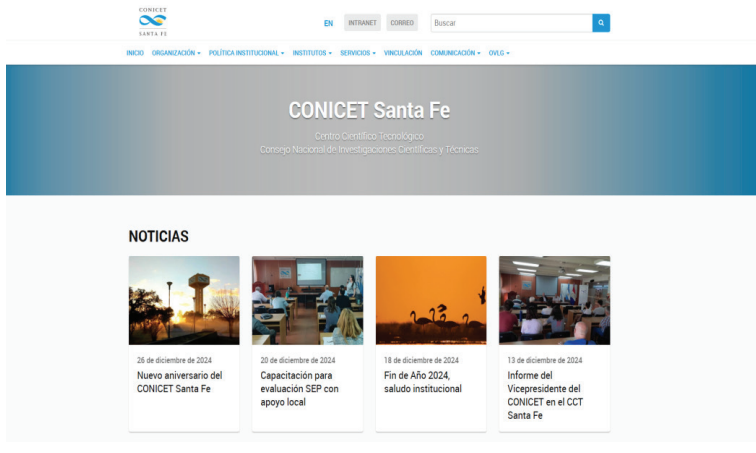 CONICET
SANTA FE
EN INTRANET CORREO Buscar
INICIO ORGANIZACIÓN POLÍTICA INSTITUCIONAL INSTITUTOS SERVICIOS VINCULACIÓN COMUNICACIÓN OVLG
CONICET Santa Fe
Centro Científico Tecnológico
Consejo Nacional de Investigaciones Científicas y Técnicas
NOTICIAS
26 de diciembre de 2024
Nuevo aniversario del
CONICET Santa Fe
20 de diciembre de 2024
Capacitación para
evaluación SEP con
apoyo local
18 de diciembre de 2024
Fin de Año 2024,
saludo institucional
13 de diciembre de 2024
Informe del
Vicepresidente del
CONICET en el CCT
Santa Fe